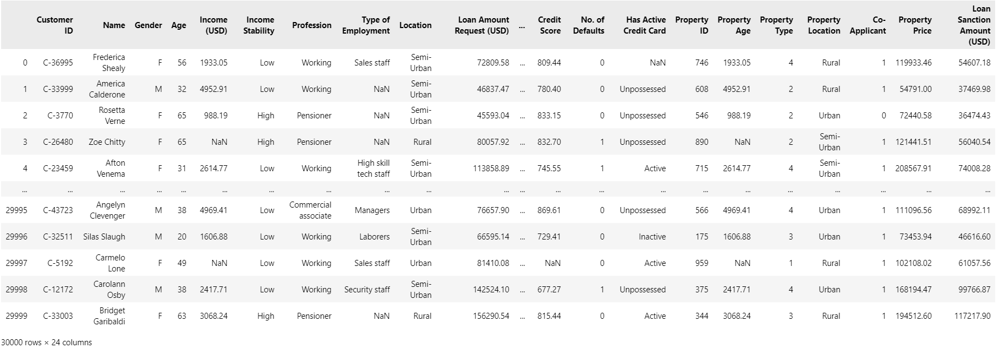 Customer ID Name Gender Age Income (USD) Income Stability Profession Type of Employment Location Loan Amount Request (USD) ... Credit Score No. of Defaults Has Active Credit Card Property ID Property Age Property Type Property Location Co-Applicant Property Price Loan Sanction Amount (USD)
0 C-36995 Frederica Shealy F 56 1933.05 Low Working Sales staff Semi-Urban 72809.58 ... 809.44 0 NaN 746 1933.05 4 Rural 1 119933.46 54607.18
1 C-33999 America Calderone M 32 4952.91 Low Working NaN Semi-Urban 46837.47 ... 780.40 0 Unpossessed 608 4952.91 2 Rural 1 54791.00 37469.98
2 C-3770 Rosetta Verne F 65 988.19 High Pensioner NaN Semi-Urban 45593.04 ... 833.15 0 Unpossessed 546 988.19 2 Urban 0 72440.58 36474.43
3 C-26480 Zoe Chitty F 65 NaN High Pensioner NaN Rural 80057.92 ... 832.70 1 Unpossessed 890 NaN 2 Semi-Urban 1 121441.51 56040.54
4 C-23459 Afton Venema F 31 2614.77 Low Working High skill tech staff Semi-Urban 113858.89 ... 745.55 1 Active 715 2614.77 4 Semi-Urban 1 208567.91 74008.28
... ... ... ... ... ... ... ... ... ... ... ... ... ... ... ... ... ... ... ... ... ...
29995 C-43723 Angelyn Clevenger M 38 4969.41 Low Commercial associate Managers Urban 76657.90 ... 869.61 0 Unpossessed 566 4969.41 4 Urban 1 111096.56 68992.11
29996 C-32511 Silas Slaugh M 20 1606.88 Low Working Laborers Semi-Urban 66595.14 ... 729.41 0 Inactive 175 1606.88 3 Urban 1 73453.94 46616.60
29997 C-5192 Carmelo Lone F 49 NaN Low Working Sales staff Urban 81410.08 ... NaN 0 Active 959 NaN 1 Rural 1 102108.02 61057.56
29998 C-12172 Carolann Osby M 38 2417.71 Low Working Security staff Semi-Urban 142524.10 ... 677.27 1 Unpossessed 375 2417.71 4 Urban 1 168194.47 99766.87
29999 C-33003 Bridget Garibaldi F 63 3068.24 High Pensioner NaN Rural 156290.54 ... 815.44 0 Active 344 3068.24 3 Rural 1 194512.60 117217.90
30000 rows × 24 columns